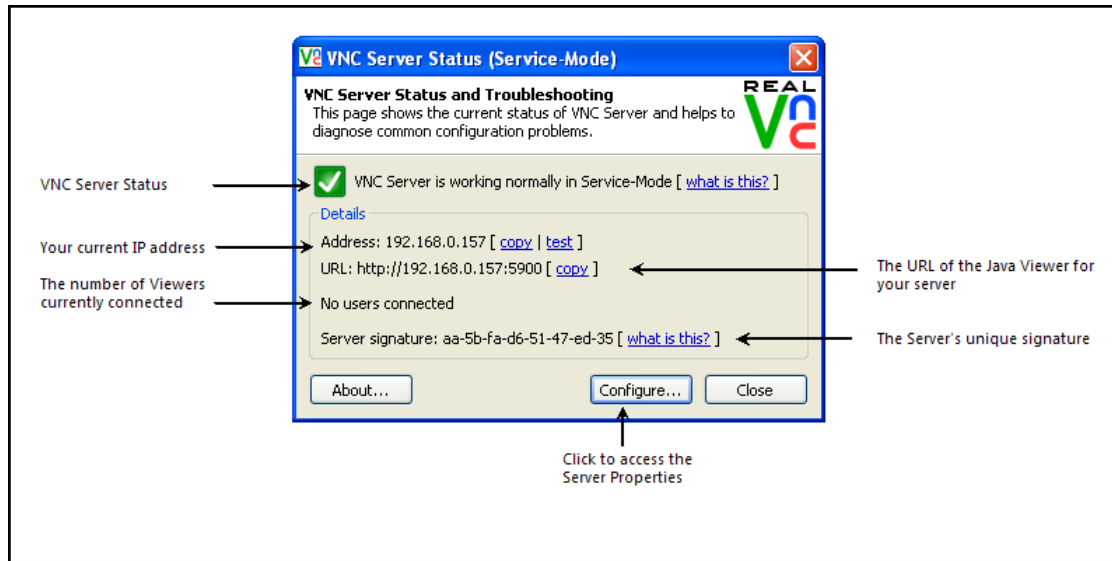 VNC Server Status (Service-Mode)
VNC Server Status and Troubleshooting
This page shows the current status of VNC Server and helps to
diagnose common configuration problems.
REAL
Vnc
VNC Server Status
VNC Server is working normally in Service-Mode [ what is this? ]
Details
Your current IP address
Address: 192.168.0.157 [ copy | test ]
URL: http://192.168.0.157:5900 [ copy ]
The URL of the Java Viewer for
your server
The number of Viewers
currently connected
No users connected
Server signature: aa-5b-fa-d6-51-47-ed-35 [ what is this? ]
The Server's unique signature
About...
Configure...
Close
Click to access the
Server Properties